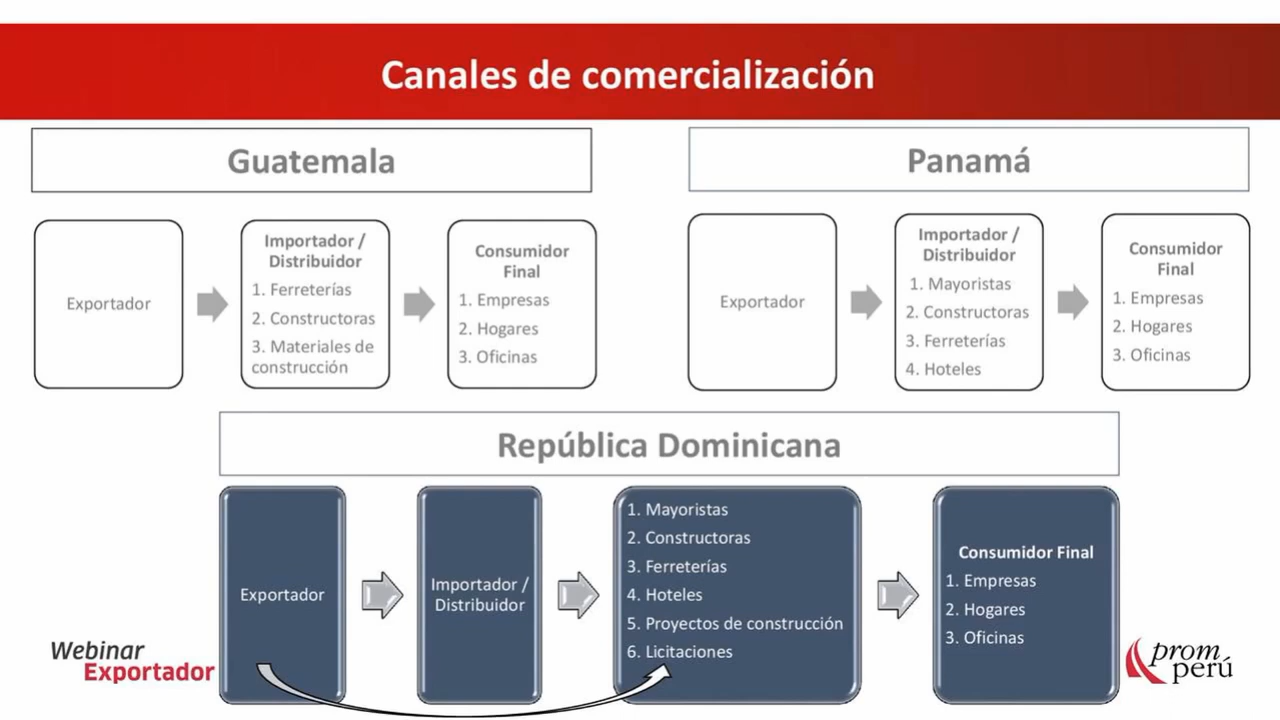 Canales de comercialización
Guatemala
Exportador
Importador /
Distribuidor
1. Ferreterías
2. Constructoras
3. Materiales de
construcción
Consumidor
Final
1. Empresas
2. Hogares
3. Oficinas
Panamá
Exportador
Importador /
Distribuidor
1. Mayoristas
2. Constructoras
3. Ferreterías
4. Hoteles
Consumidor
Final
1. Empresas
2. Hogares
3. Oficinas
República Dominicana
Exportador
Importador /
Distribuidor
1. Mayoristas
2. Constructoras
3. Ferreterías
4. Hoteles
5. Proyectos de construcción
6. Licitaciones
Consumidor Final
1. Empresas
2. Hogares
3. Oficinas
Webinar
Exportador
prom
perú